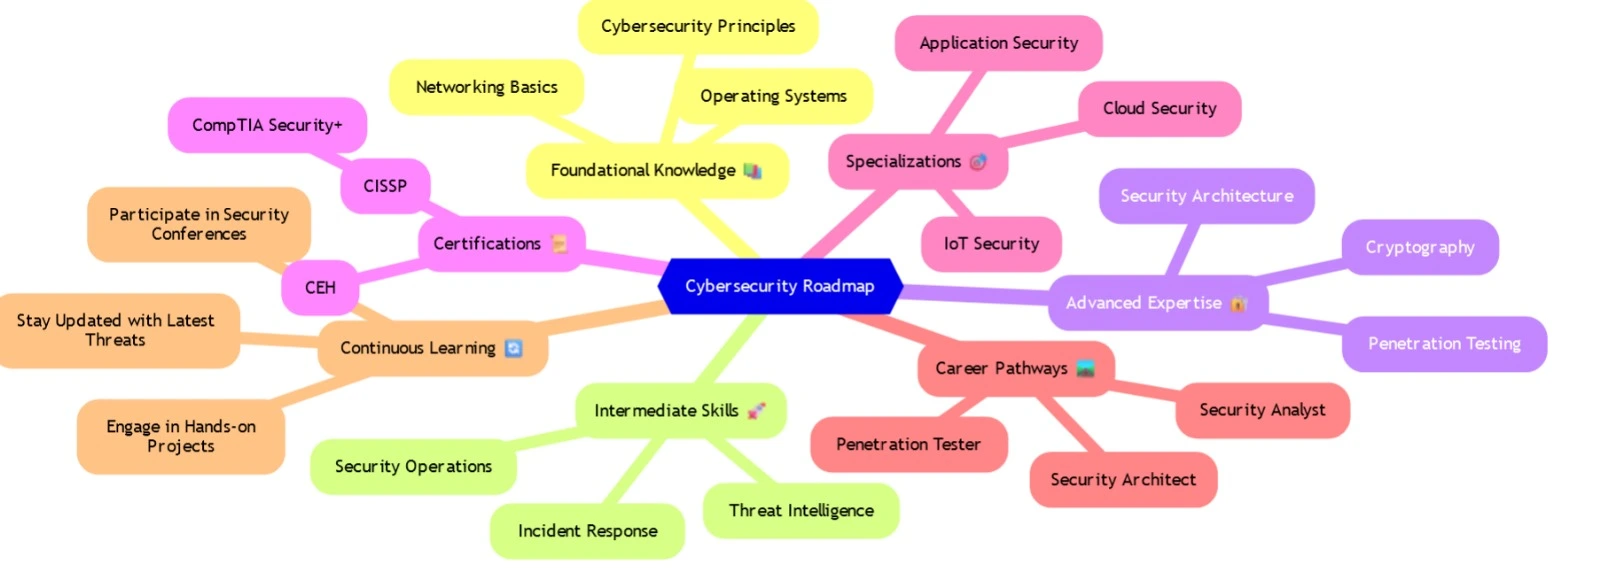 Cybersecurity Principles
Networking Basics
Operating Systems
Foundational Knowledge 📚
Application Security
Cloud Security
Specializations 🎯
IoT Security
CompTIA Security+
CISSP
Certifications 📜
CEH
Participate in Security
Conferences
Stay Updated with Latest
Threats
Continuous Learning 🔄
Engage in Hands-on
Projects
Cybersecurity Roadmap
Security Architecture
Cryptography
Advanced Expertise 🔐
Penetration Testing
Career Pathways 🛣️
Security Analyst
Penetration Tester
Security Architect
Intermediate Skills 🚀
Security Operations
Incident Response
Threat Intelligence